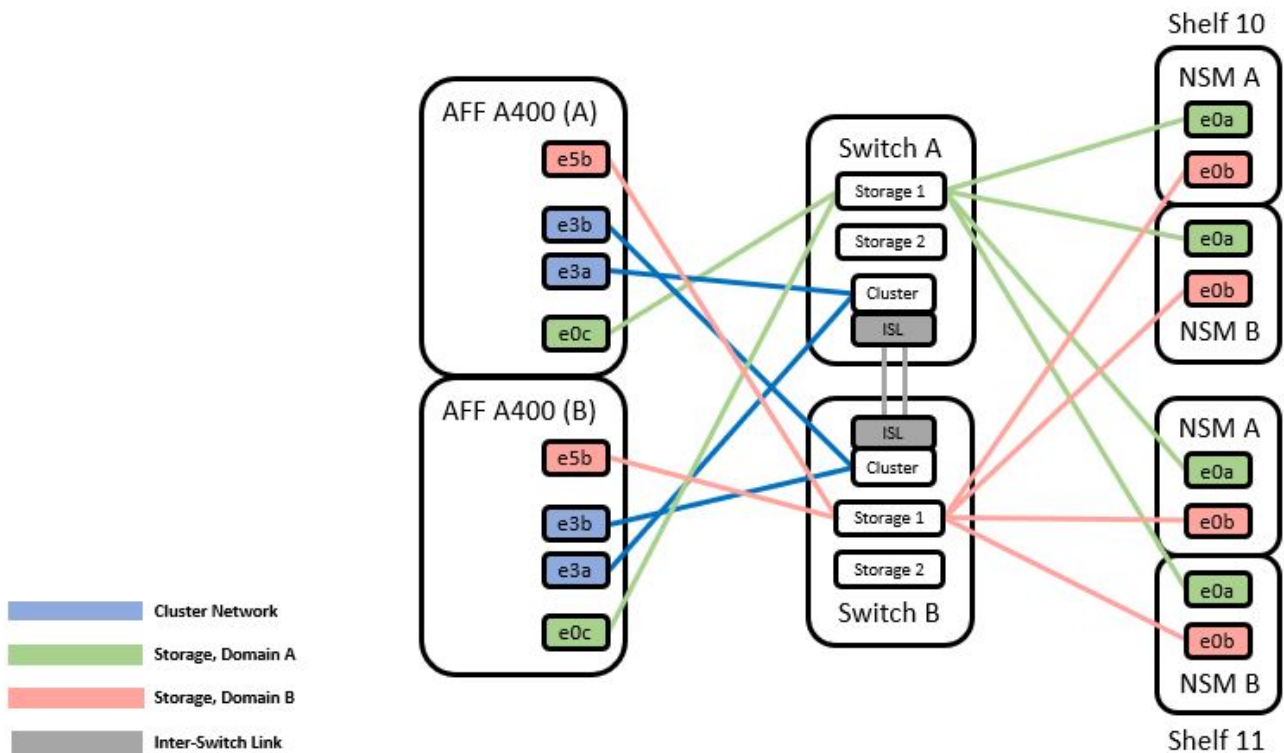 Shelf 10
AFF A400 (A)
e5b
e3b
e3a
e0c
AFF A400 (B)
e5b
e3b
e3a
e0c
Switch A
Storage 1
Storage 2
Cluster
ISL
ISL
Cluster
Storage 1
Storage 2
Switch B
NSM A
e0a
e0b
e0a
e0b
NSM B
NSM A
e0a
e0b
e0a
e0b
NSM B
Shelf 11
Cluster Network
Storage, Domain A
Storage, Domain B
Inter-Switch Link